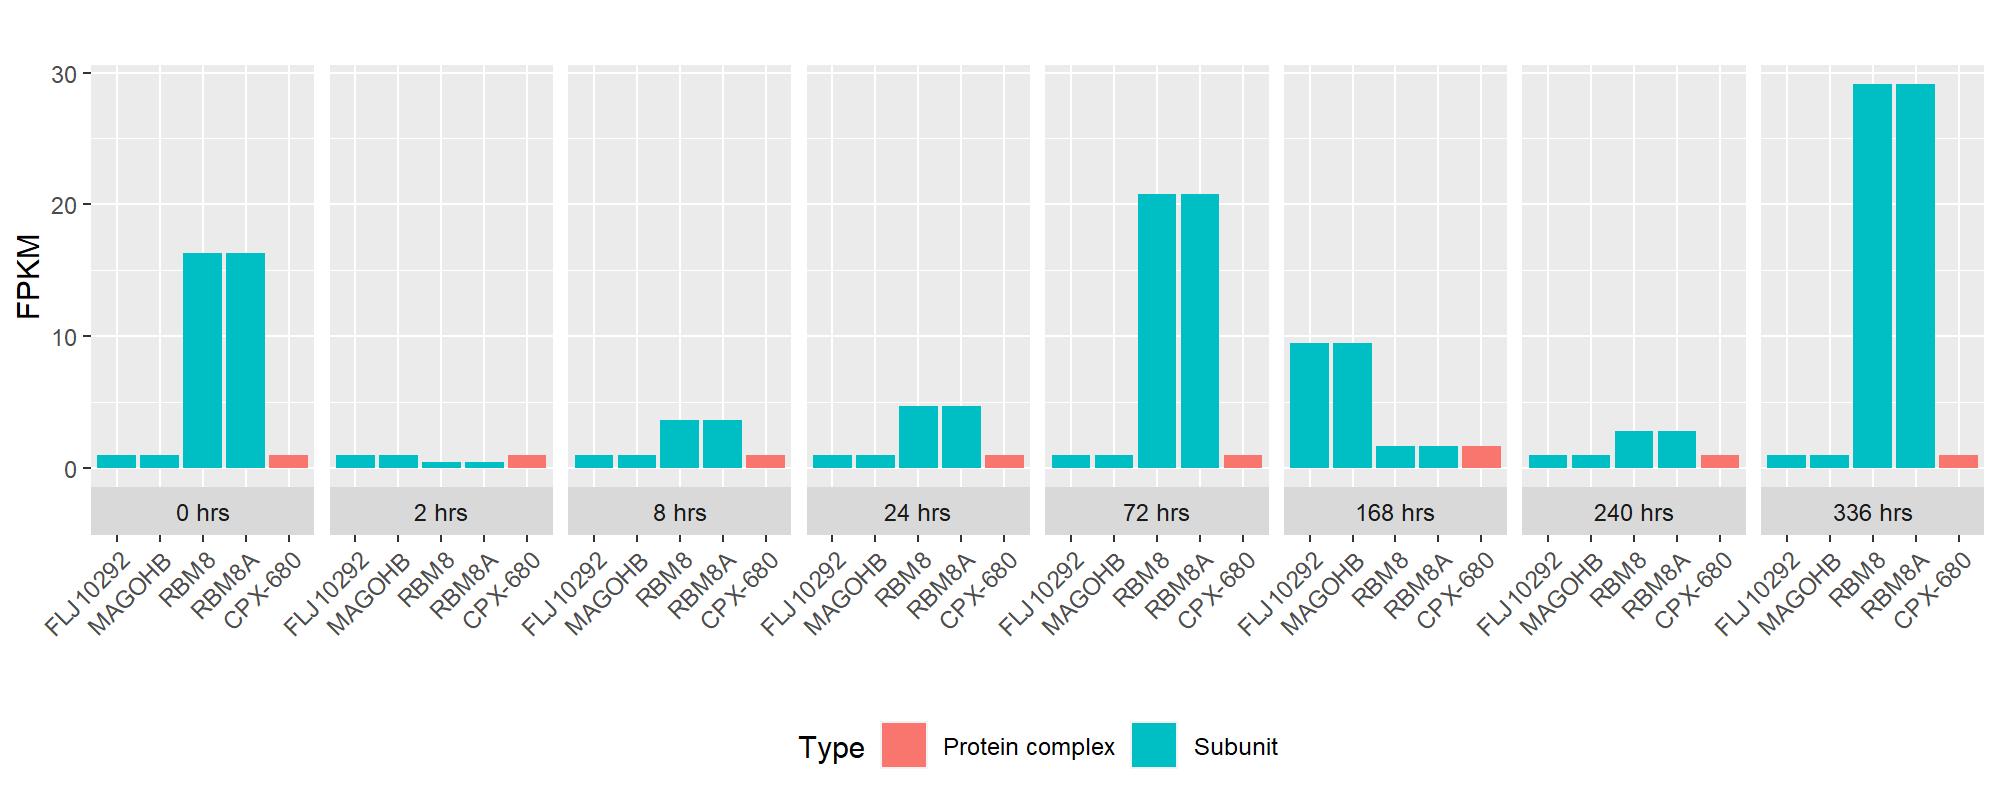 FPKM
30
20
10
0
0 hrs 2 hrs 8 hrs 24 hrs 72 hrs 168 hrs 240 hrs 336 hrs
FLJ10292 MAGOHB RBM8 RBM8A CPX-680 FLJ10292 MAGOHB RBM8 RBM8A CPX-680 FLJ10292 MAGOHB RBM8 RBM8A CPX-680 FLJ10292 MAGOHB RBM8 RBM8A CPX-680 FLJ10292 MAGOHB RBM8 RBM8A CPX-680 FLJ10292 MAGOHB RBM8 RBM8A CPX-680 FLJ10292 MAGOHB RBM8 RBM8A CPX-680 FLJ10292 MAGOHB RBM8 RBM8A CPX-680
Type Protein complex Subunit